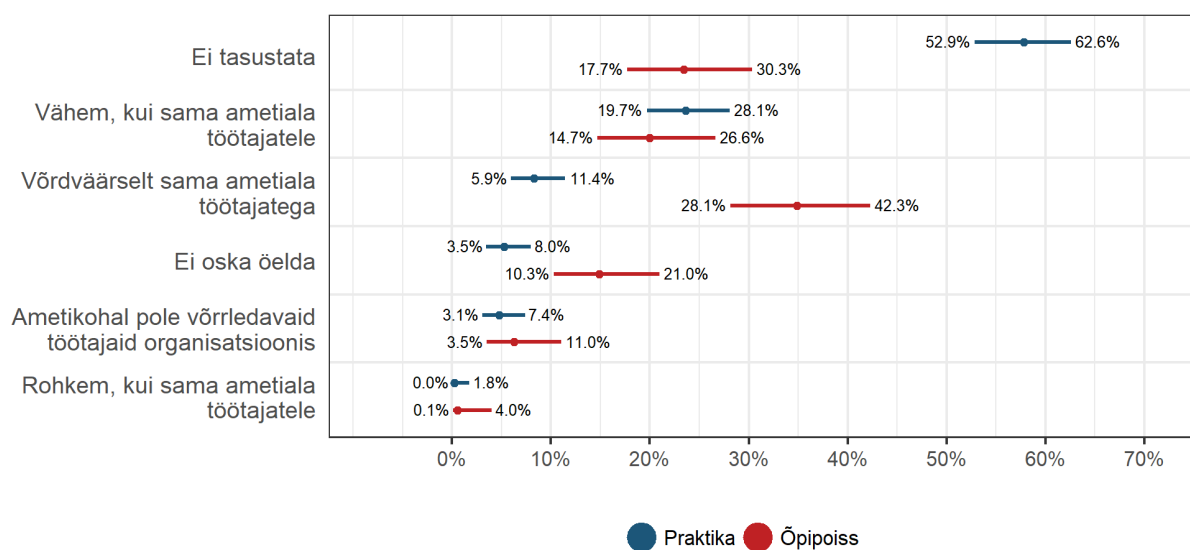 Ei tasustata
52.9% 62.6%
17.7% 30.3%
Vähem, kui sama ametiala
töötajatele
19.7% 28.1%
14.7% 26.6%
Võrdväärselt sama ametiala
töötajatega
5.9% 11.4%
28.1% 42.3%
Ei oska öelda
3.5% 8.0%
10.3% 21.0%
Ametikohal pole võrrledavaid
töötajaid organisatsioonis
3.1% 7.4%
3.5% 11.0%
Rohkem, kui sama ametiala
töötajatele
0.0% 1.8%
0.1% 4.0%
0% 10% 20% 30% 40% 50% 60% 70%
Praktika Õpipoiss